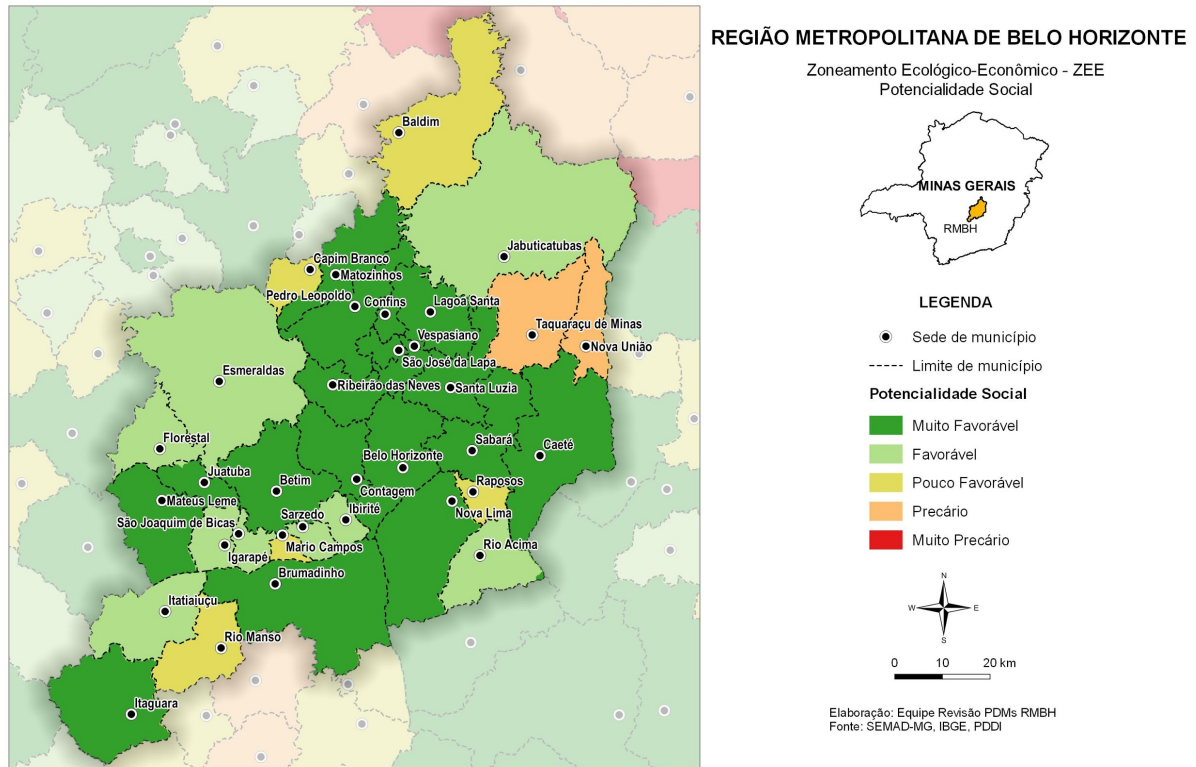 REGIÃO METROPOLITANA DE BELO HORIZONTE
Zoneamento Ecológico-Econômico - ZEE
Potencialidade Social
MINAS GERAIS
RMBH
LEGENDA
Sede de município
Limite de município
Potencialidade Social
Muito Favorável
Favorável
Pouco Favorável
Precário
Muito Precário
N
W
E
S
0 10 20 km
Elaboração: Equipe Revisão PDMs RMBH
Fonte: SEMAD-MG, IBGE, PDDI
Baldim
Jabuticatubas
Capim Branco
Matozinhos
Pedro Leopoldo
Confins
Lagoa Santa
Taquaraçu de Minas
Vespasiano
Nova União
São José da Lapa
Esmeraldas
Ribeirão das Neves
Santa Luzia
Florestal
Sabará
Caeté
Belo Horizonte
Juatuba
Betim
Contagem
Raposos
Mateus Leme
Nova Lima
Ibirité
Sarzedo
São Joaquim de Bicas
Mario Campos
Rio Acima
Igarapé
Brumadinho
Itatiaiuçu
Rio Manso
Itaguara